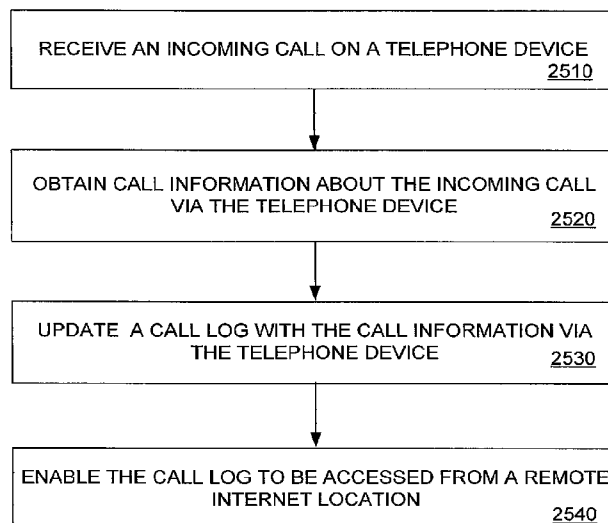 RECEIVE AN INCOMING CALL ON A TELEPHONE DEVICE
2510
OBTAIN CALL INFORMATION ABOUT THE INCOMING CALL
VIA THE TELEPHONE DEVICE
2520
UPDATE A CALL LOG WITH THE CALL INFORMATION VIA
THE TELEPHONE DEVICE
2530
ENABLE THE CALL LOG TO BE ACCESSED FROM A REMOTE
INTERNET LOCATION
2540